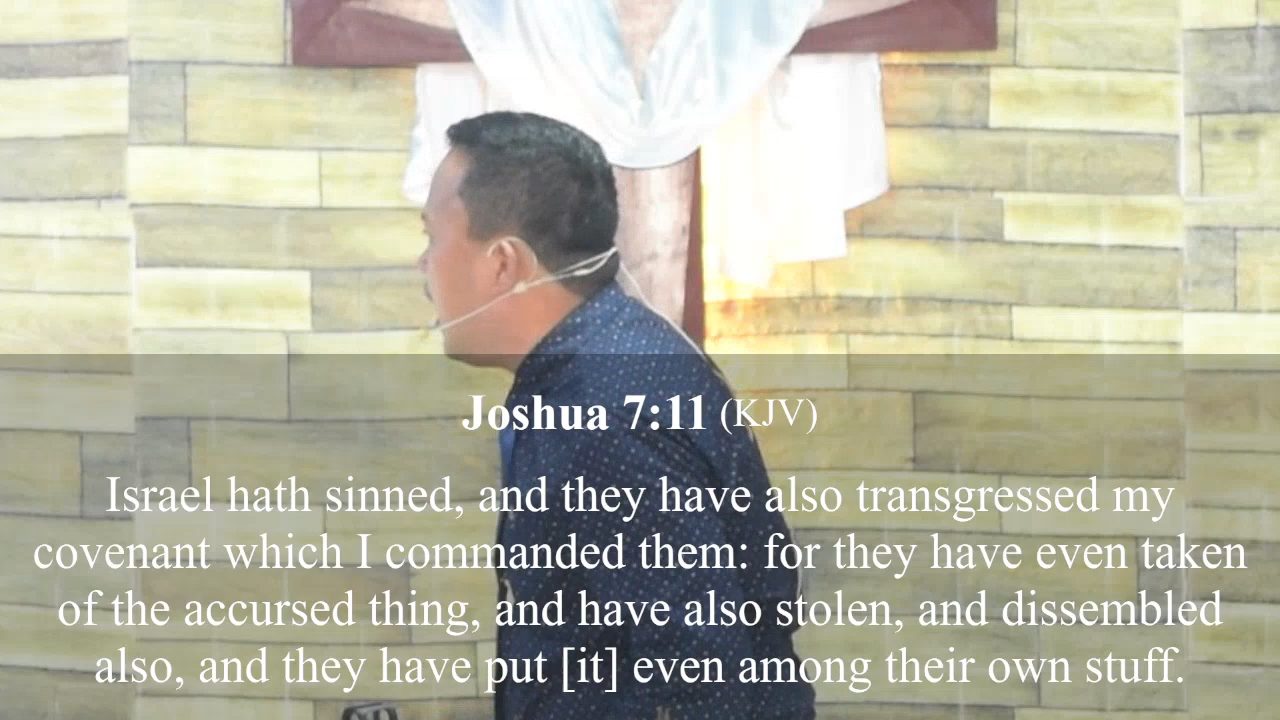 Joshua 7:11 (KJV)
Israel hath sinned, and they have also transgressed my
covenant which I commanded them: for they have even taken
of the accursed thing, and have also stolen, and dissembled
also, and they have put [it] even among their own stuff.